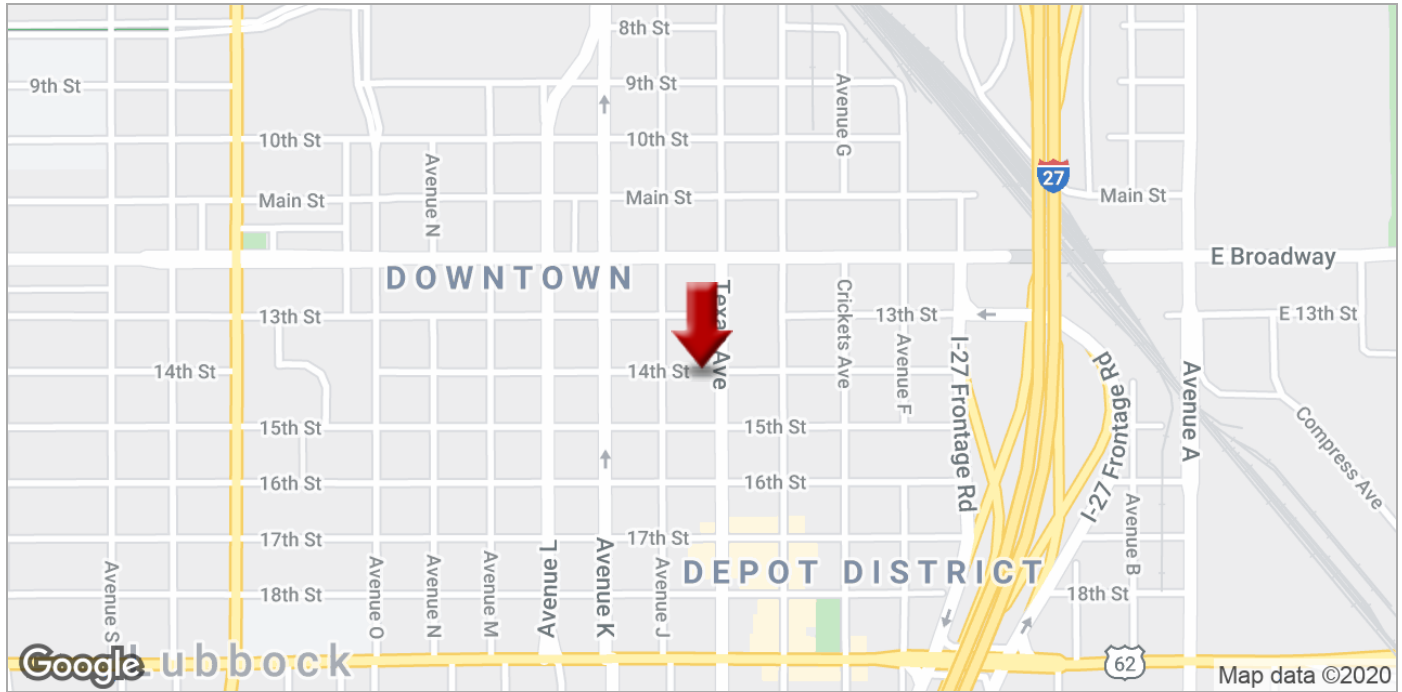 8th St
9th St
9th St
Avenue G
10th St
10th St
Avenue N
27
Main St
Main St
Main St
E Broadway
DOWNTOWN
Crickets Ave
13th St
13th St
E 13th St
14th St
14th St
Ave
Avenue F
I-27 Frontage Rd
I-27 Frontage Rd
Avenue A
15th St
15th St
Compress Ave
16th St
16th St
Avenue B
17th St
17th St
Avenue S
Avenue O
Avenue N
Avenue M
Avenue L
Avenue K
Avenue J
DEPOT DISTRICT
18th St
18th St
Google
Lubbock
62
Map data ©2020